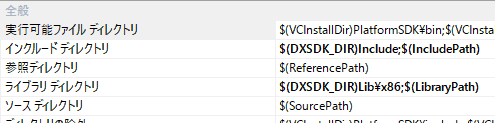 全般
実行可能ファイル ディレクトリ $(VCInstallDir)PlatformSDK¥bin;$(VCInsta
インクルード ディレクトリ $(DXSDK_DIR)Include;$(IncludePath)
参照ディレクトリ $(ReferencePath)
ライブラリ ディレクトリ $(DXSDK_DIR)Lib¥x86;$(LibraryPath)
ソース ディレクトリ $(SourcePath)